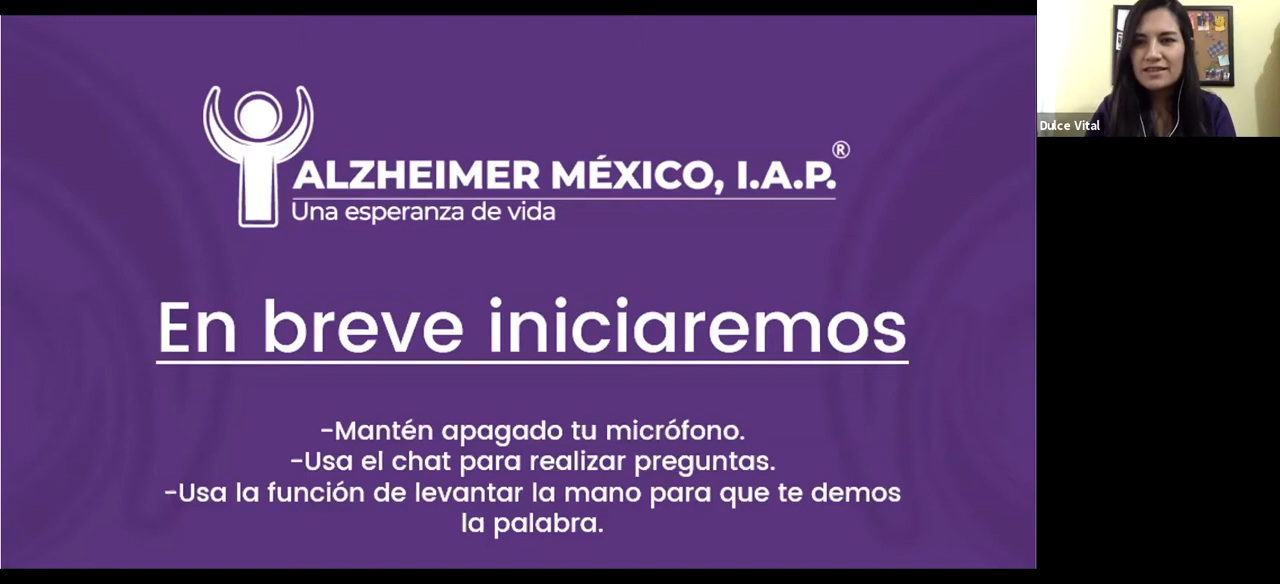 ALZHEIMER MÉXICO, I.A.P.®
Una esperanza de vida
En breve iniciaremos
-Mantén apagado tu micrófono.
-Usa el chat para realizar preguntas.
-Usa la función de levantar la mano para que te demos
la palabra.
Dulce Vital